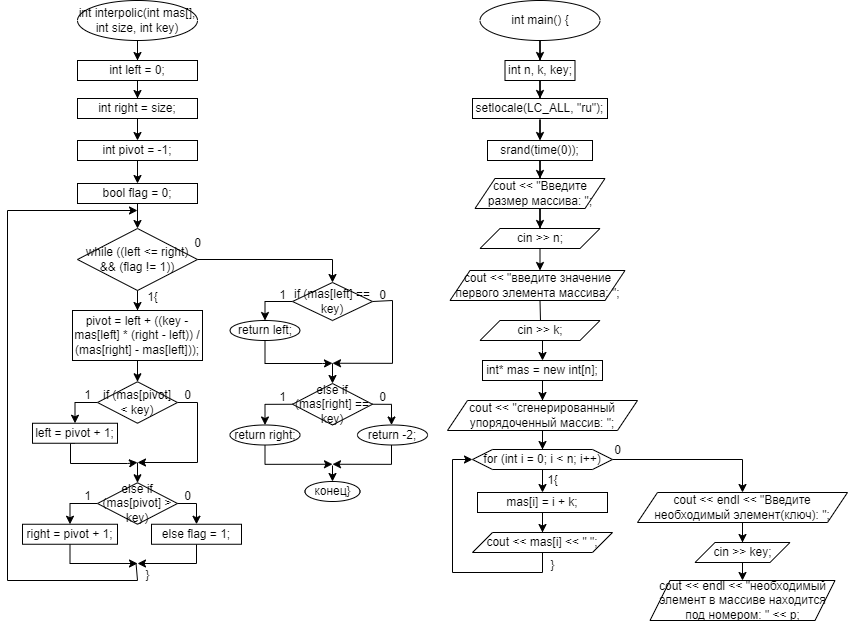 int interpolic(int mas[],
int size, int key)
int left = 0;
int right = size;
int pivot = -1;
bool flag = 0;
while ((left <= right)
&& (flag != 1))
0
1{
pivot = left + ((key -
mas[left] * (right - left)) /
(mas[right] - mas[left]));
if (mas[pivot]
< key)
1
0
left = pivot + 1;
else if
(mas[pivot] >
key)
1
0
right = pivot + 1;
else flag = 1;
}
if (mas[left] ==
key)
1
0
return left;
else if
(mas[right] ==
key)
1
0
return right;
return -2;
конец}
int main() {
int n, k, key;
setlocale(LC_ALL, "ru");
srand(time(0));
cout << "Введите
размер массива: ";
cin >> n;
cout << "введите значение
первого элемента массива: ";
cin >> k;
int* mas = new int[n];
cout << "сгенерированный
упорядоченный массив: ";
for (int i = 0; i < n; i++)
0
1{
mas[i] = i + k;
cout << mas[i] << " ";
}
cout << endl << "Введите
необходимый элемент(ключ): ";
cin >> key;
cout << endl << "необходимый
элемент в массиве находится
под номером: " << p;